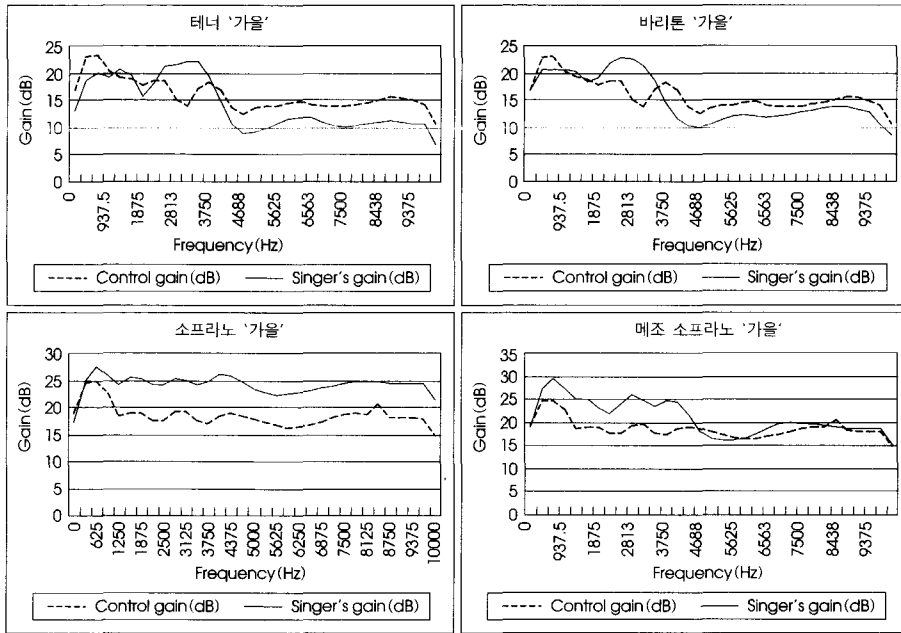 테너 '가을'
25
20
15
10
5
0
Gain (dB)
0 937.5 1875 2813 3750 4688 5625 6563 7500 8438 9375
Frequency(Hz)
Control gain(dB) Singer's gain(dB)
바리톤 '가을'
25
20
15
10
5
0
Gain (dB)
0 937.5 1875 2813 3750 4688 5625 6563 7500 8438 9375
Frequency(Hz)
Control gain(dB) Singer's gain(dB)
소프라노 '가을'
30
25
20
15
10
5
0
Gain (dB)
0 625 1250 1875 2500 3125 3750 4375 5000 5625 6250 6875 7500 8125 8750 9375 10000
Frequency(Hz)
Control gain(dB) Singer's gain(dB)
메조 소프라노 '가을'
35
30
25
20
15
10
5
0
Gain (dB)
0 937.5 1875 2813 3750 4688 5625 6563 7500 8438 9375
Frequency(Hz)
Control gain(dB) Singer's gain(dB)